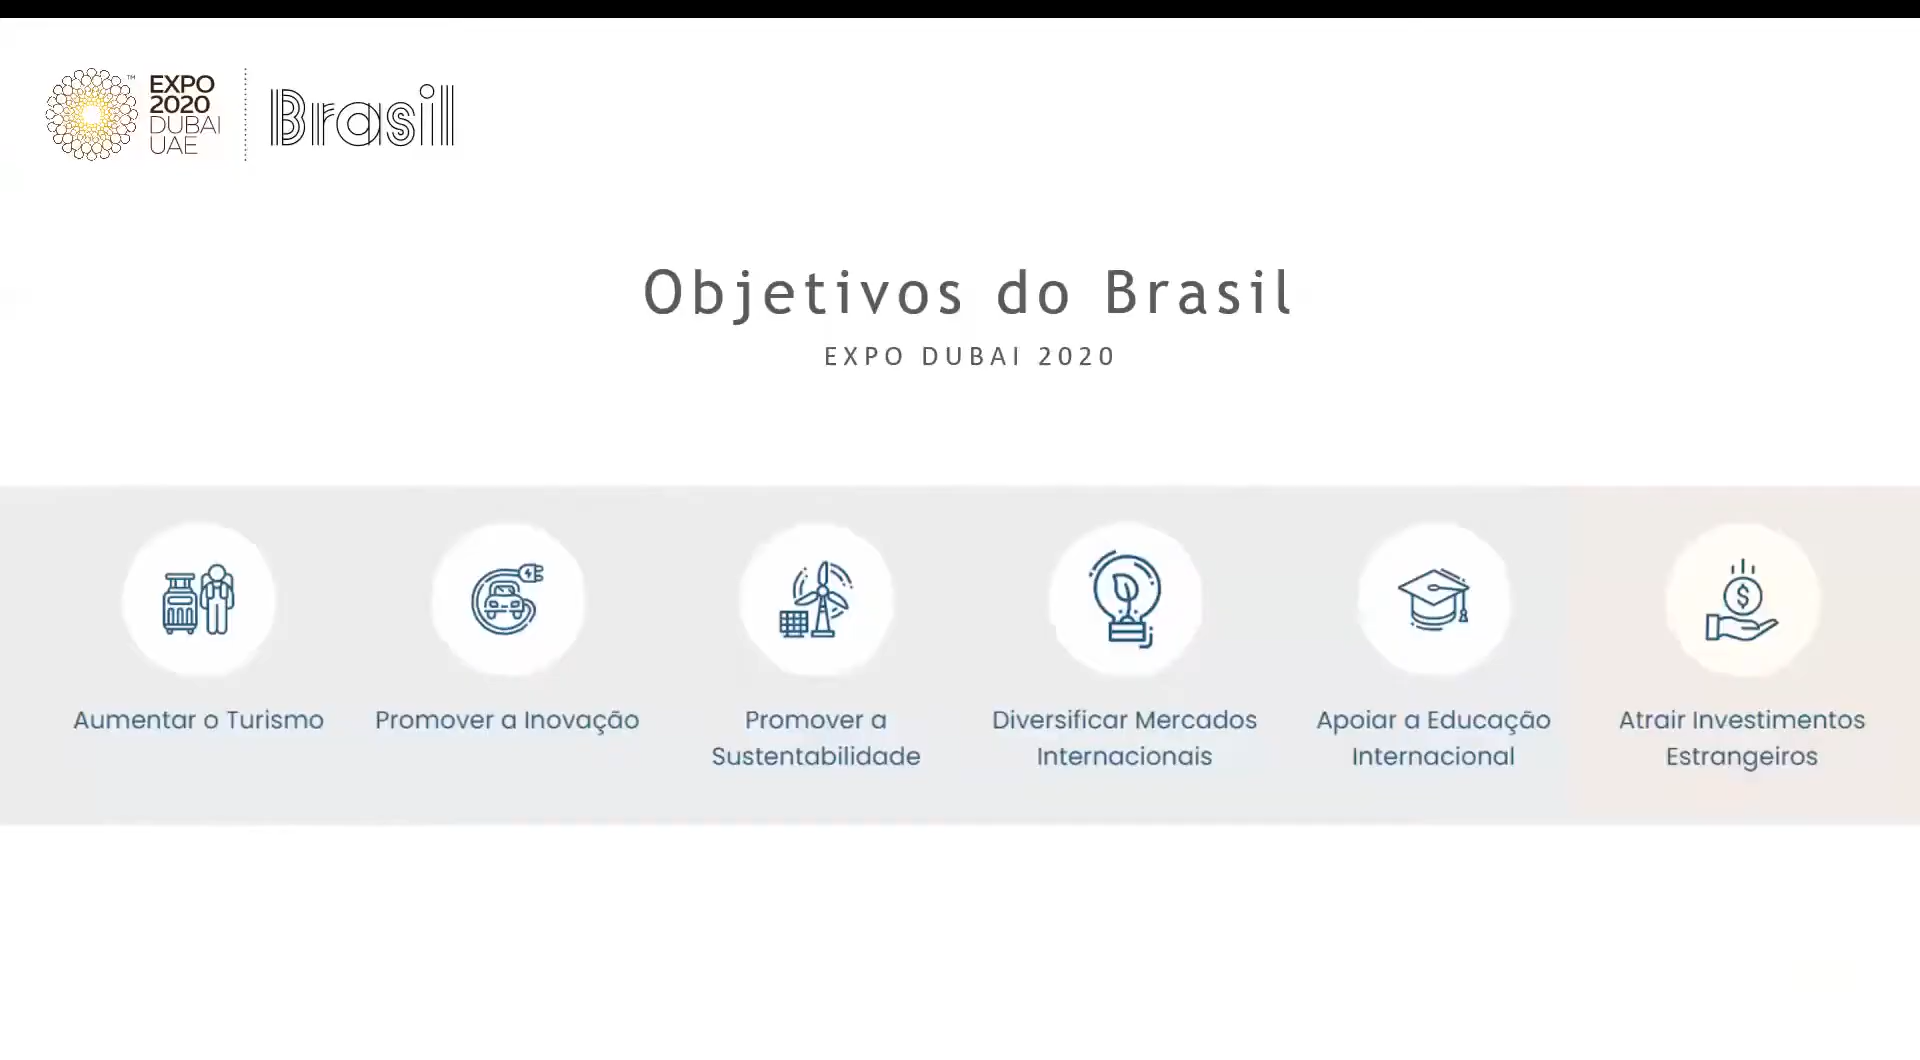 EXPO
2020
DUBAI
UAE
TM
Brasil
Objetivos do Brasil
EXPO DUBAI 2020
Aumentar o Turismo
Promover a Inovação
Promover a
Sustentabilidade
Diversificar Mercados
Internacionais
Apoiar a Educação
Internacional
$
Atrair Investimentos
Estrangeiros